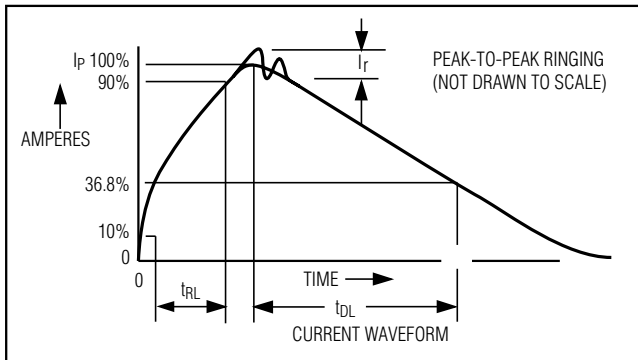 IP 100%
90%
AMPERES
36.8%
10%
0
0
tRL
TIME
tDL
CURRENT WAVEFORM
Ir
PEAK-TO-PEAK RINGING
(NOT DRAWN TO SCALE)